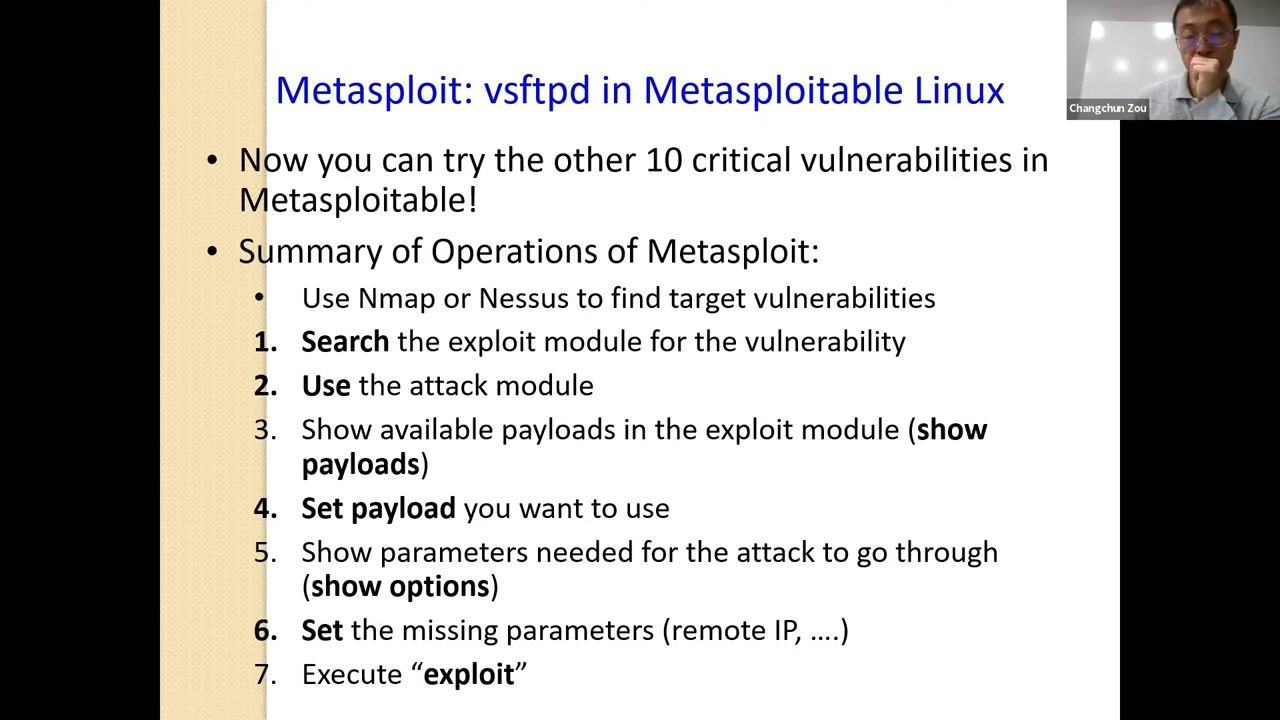 Metasploit: vsftpd in Metasploitable Linux
Changchun Zou
• Now you can try the other 10 critical vulnerabilities in
Metasploitable!
• Summary of Operations of Metasploit:
• Use Nmap or Nessus to find target vulnerabilities
1. Search the exploit module for the vulnerability
2. Use the attack module
3. Show available payloads in the exploit module (show
payloads)
4. Set payload you want to use
5. Show parameters needed for the attack to go through
(show options)
6. Set the missing parameters (remote IP, ....)
7. Execute “exploit”